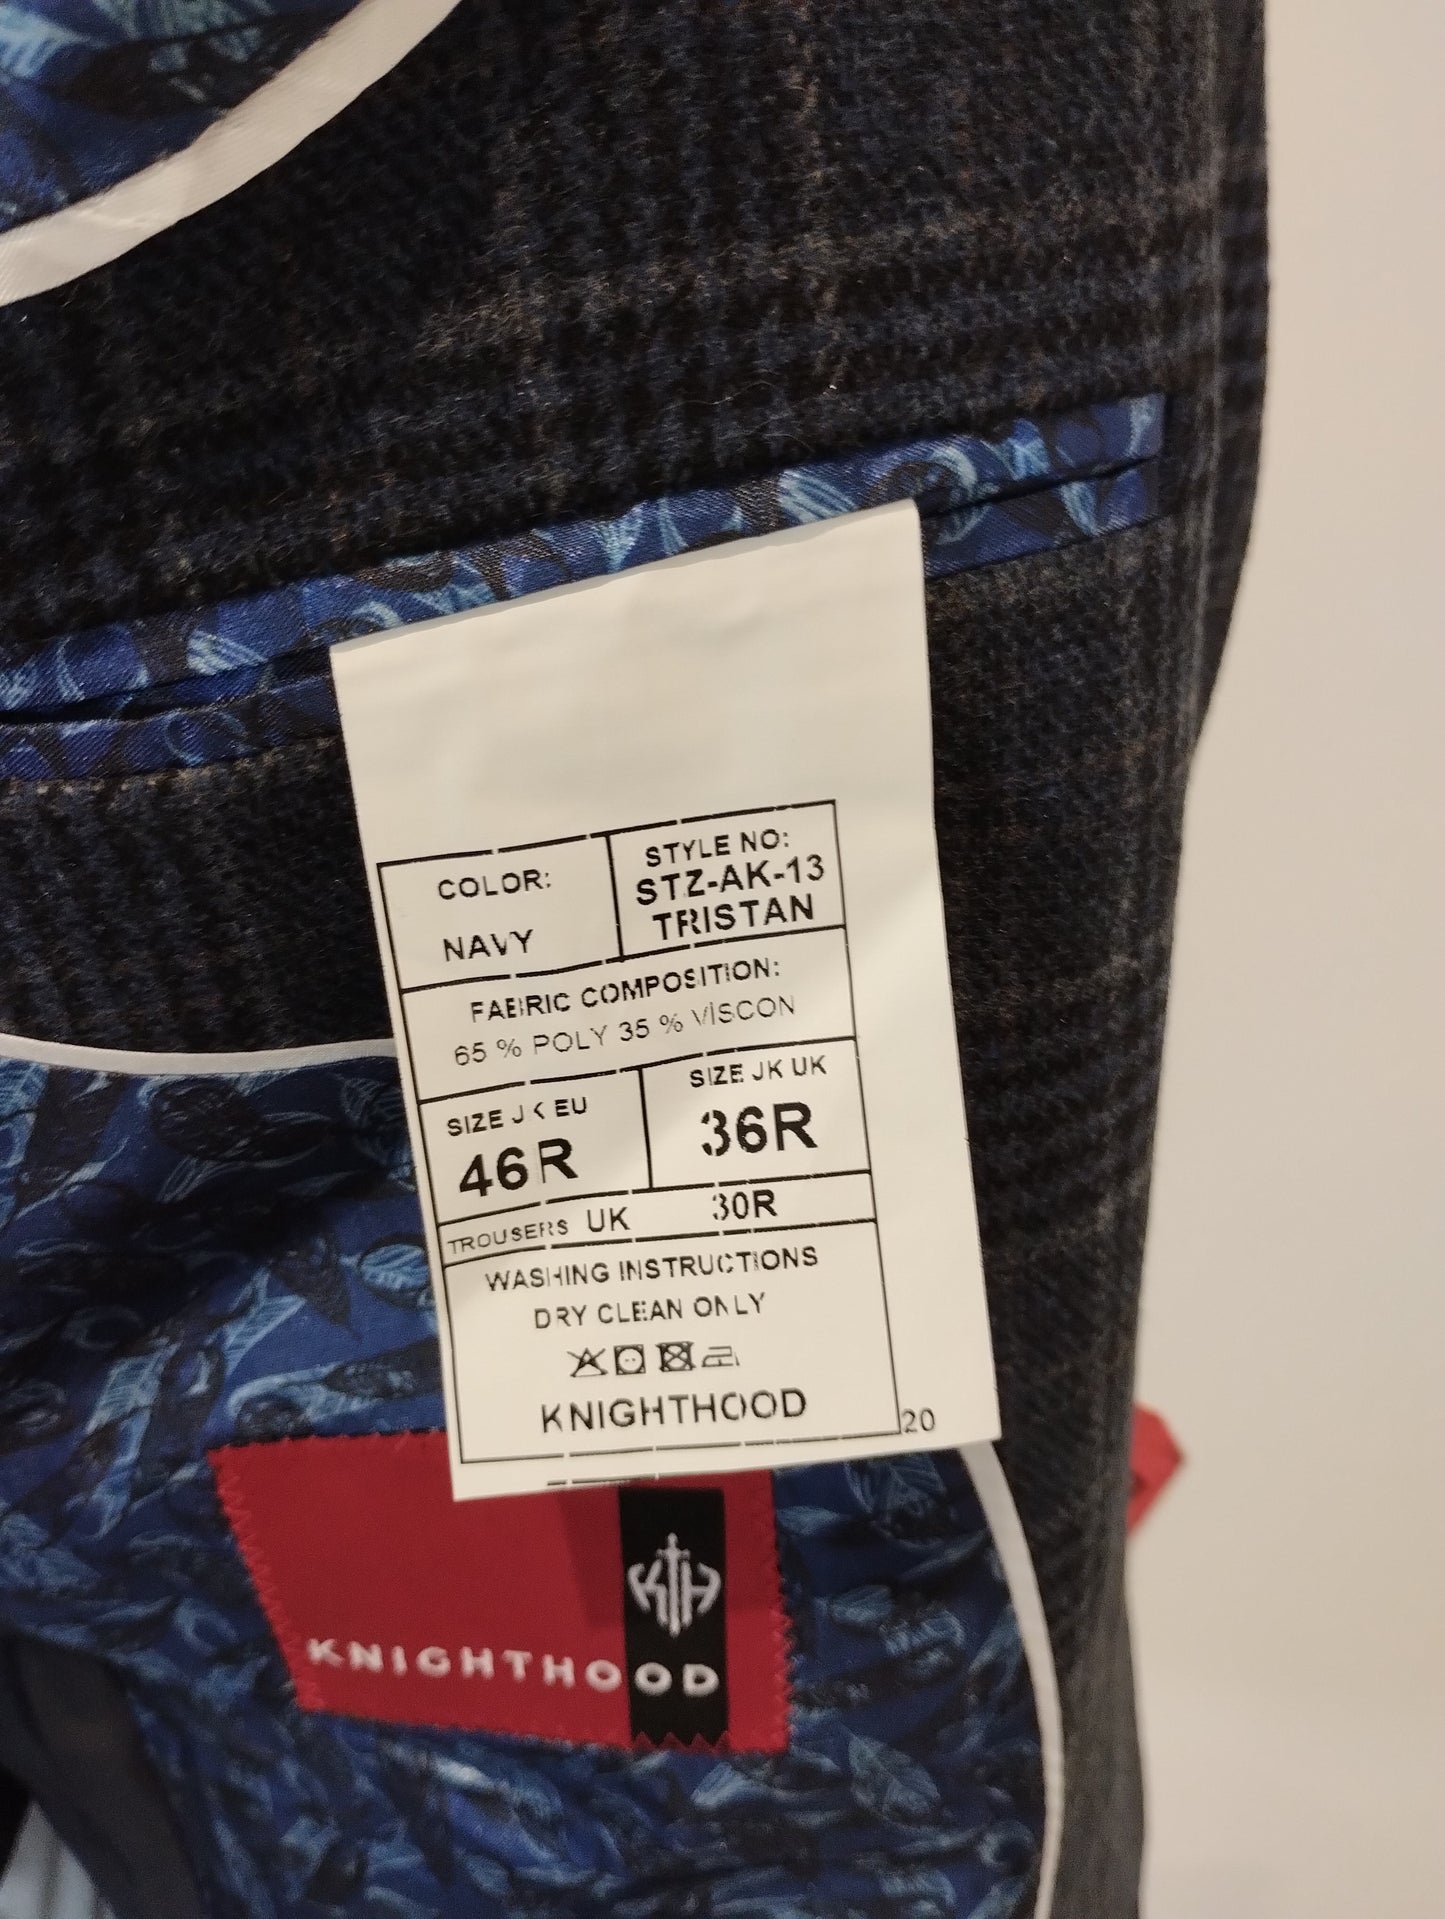 COLOR:
NAVY
STYLE NO:
STZ-AK-13
TRISTAN
FABRIC COMPOSITION:
65 % POLY 35 % VISCON
SIZE JK EU
46R
SIZE JK UK
36R
TROUSERS UK 30R
WASHING INSTRUCTIONS
DRY CLEAN ONLY
KNIGHTHOOD
20
KTH
KNIGHTHOOD